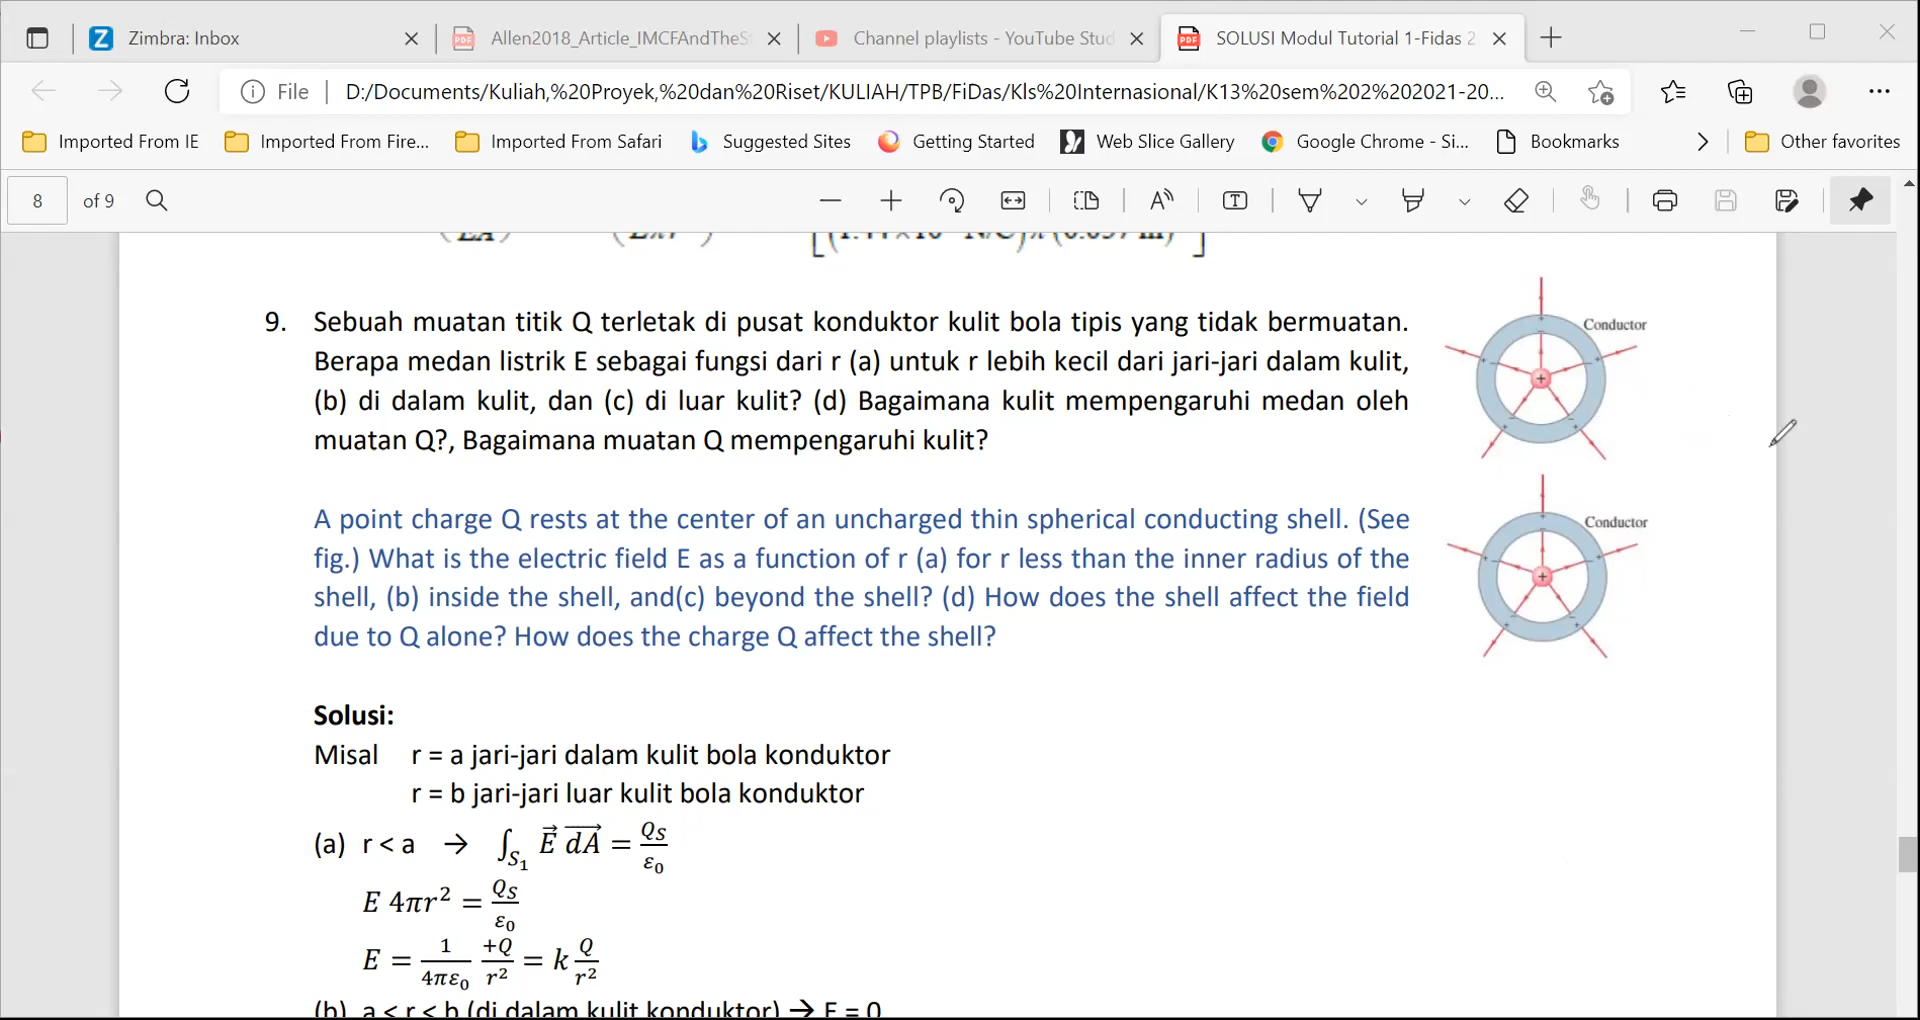 Zimbra: Inbox
Allen2018_Article_IMCFAndTheS
Channel playlists - YouTube Stud
SOLUSI Modul Tutorial 1-Fidas 2
File
D:/Documents/Kuliah,%20Proyek,%20dan%20Riset/KULIAH/TPB/FiDas/Kls%20Internasional/K13%20sem%202%202021-20...
Imported From IE
Imported From Fire...
Imported From Safari
Suggested Sites
Getting Started
Web Slice Gallery
Google Chrome - Si...
Bookmarks
Other favorites
8 of 9
9. Sebuah muatan titik Q terletak di pusat konduktor kulit bola tipis yang tidak bermuatan.
Berapa medan listrik E sebagai fungsi dari r (a) untuk r lebih kecil dari jari-jari dalam kulit,
(b) di dalam kulit, dan (c) di luar kulit? (d) Bagaimana kulit mempengaruhi medan oleh
muatan Q?, Bagaimana muatan Q mempengaruhi kulit?
Conductor
A point charge Q rests at the center of an uncharged thin spherical conducting shell. (See
fig.) What is the electric field E as a function of r (a) for r less than the inner radius of the
shell, (b) inside the shell, and(c) beyond the shell? (d) How does the shell affect the field
due to Q alone? How does the charge Q affect the shell?
Conductor
Solusi:
Misal r = a jari-jari dalam kulit bola konduktor
r = b jari-jari luar kulit bola konduktor
(a) r < a → ∫_{S₁} E⃗ dA⃗ = Q_S/ε₀
E 4πr² = Q_S/ε₀
E = 1/(4πε₀) +Q/r² = k Q/r²
(b) a < r < b (di dalam kulit konduktor) → E = 0